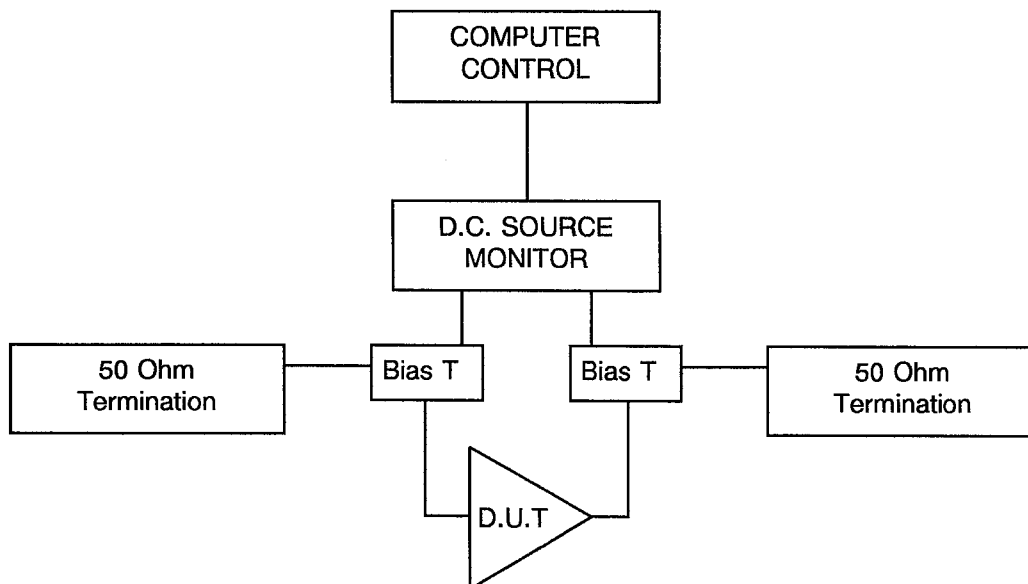 COMPUTER
CONTROL
D.C. SOURCE
MONITOR
50 Ohm
Termination
Bias T
Bias T
50 Ohm
Termination
D.U.T